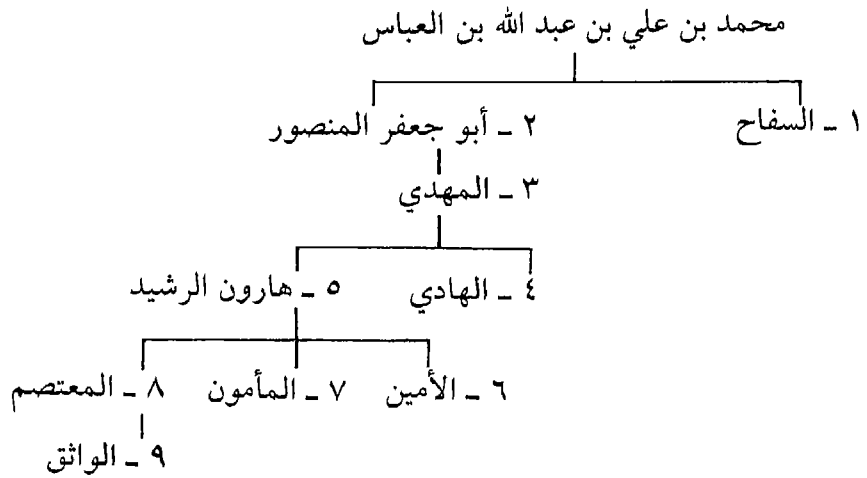 محمد بن علي بن عبد الله بن العباس
١ - السفاح ٢ - أبو جعفر المنصور
٣ - المهدي
٤ - الهادي ٥ - هارون الرشيد
٦ - الأمين ٧ - المأمون ٨ - المعتصم
٩ - الواثق